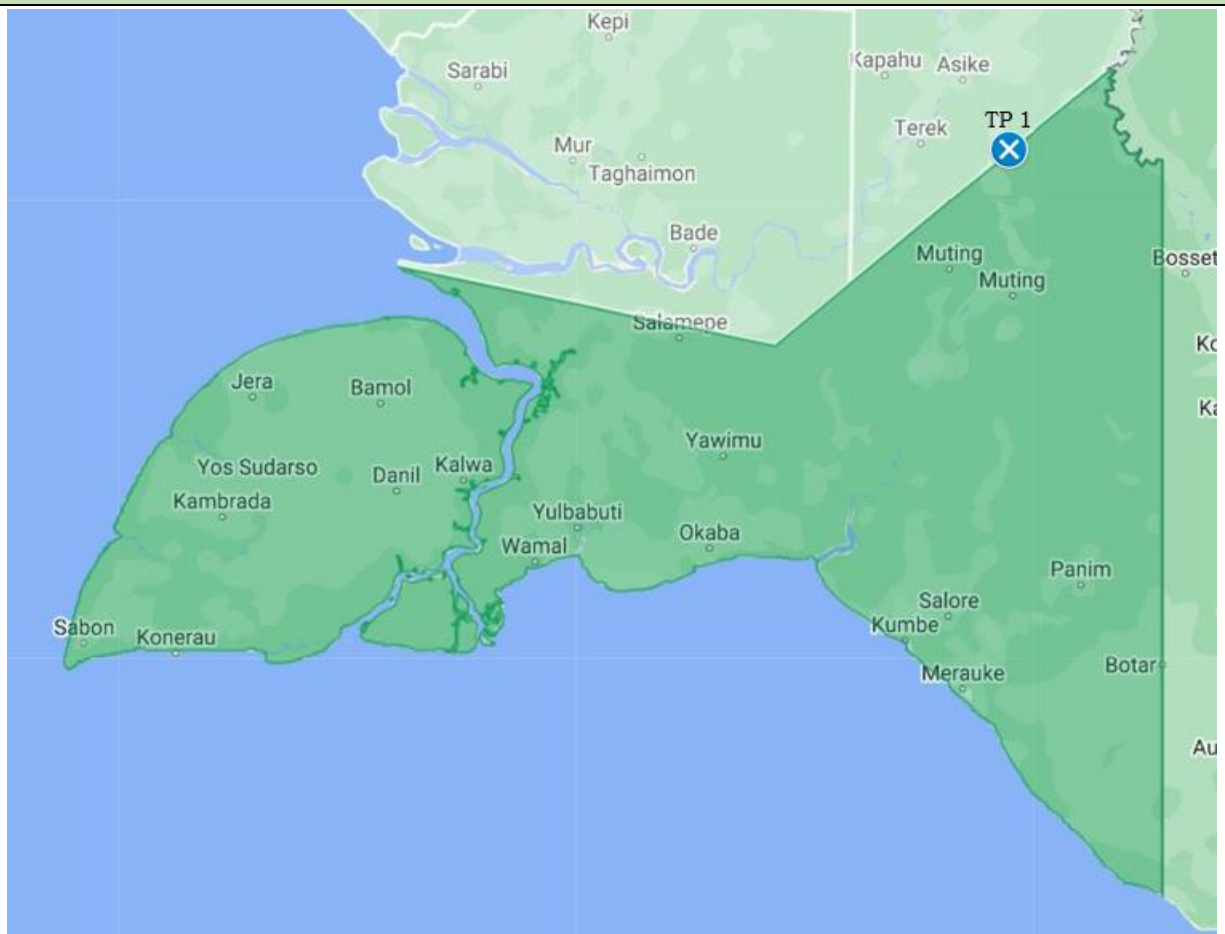 Kepi
Kapahu
Asike
Sarabi
TP 1
Terek
Mur
Taghaimon
Bade
Muting
Bosset
Muting
Salamepe
Jera
Bamol
Yawimu
Yos Sudarso
Danil
Kalwa
Kambrada
Yulbabuti
Okaba
Wamal
Panim
Salore
Sabon
Konerau
Kumbe
Botar
Merauke